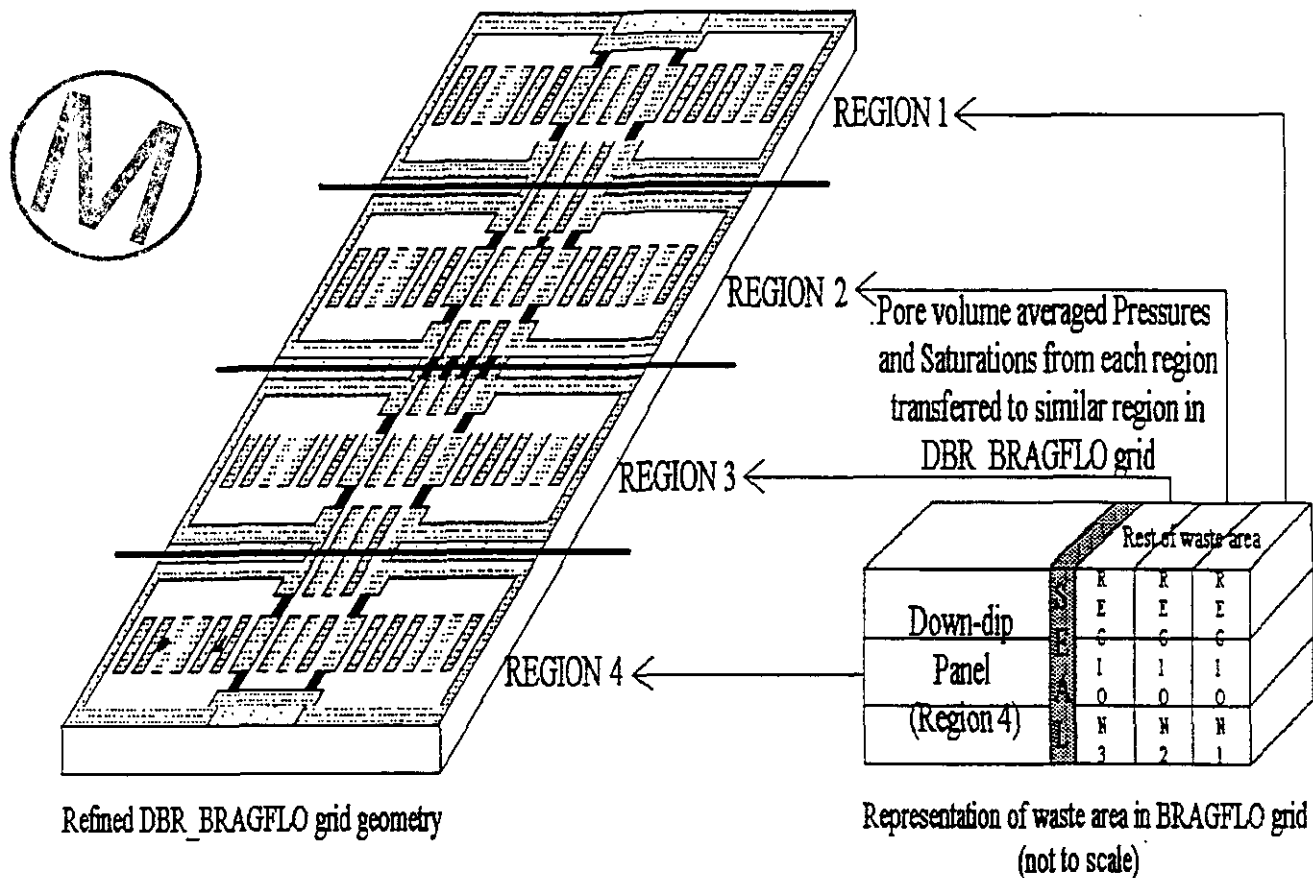 M
REGION 1
REGION 2
.Pore volume averaged Pressures
and Saturations from each region
transferred to similar region in
DBR BRAGFLO grid
REGION 3
REGION 4
Rest of waste area
Down-dip
Panel
(Region 4)
SEAL
REGION 3
REGION 2
REGION 1
Refined DBR_BRAGFLO grid geometry
Representation of waste area in BRAGFLO grid
(not to scale)